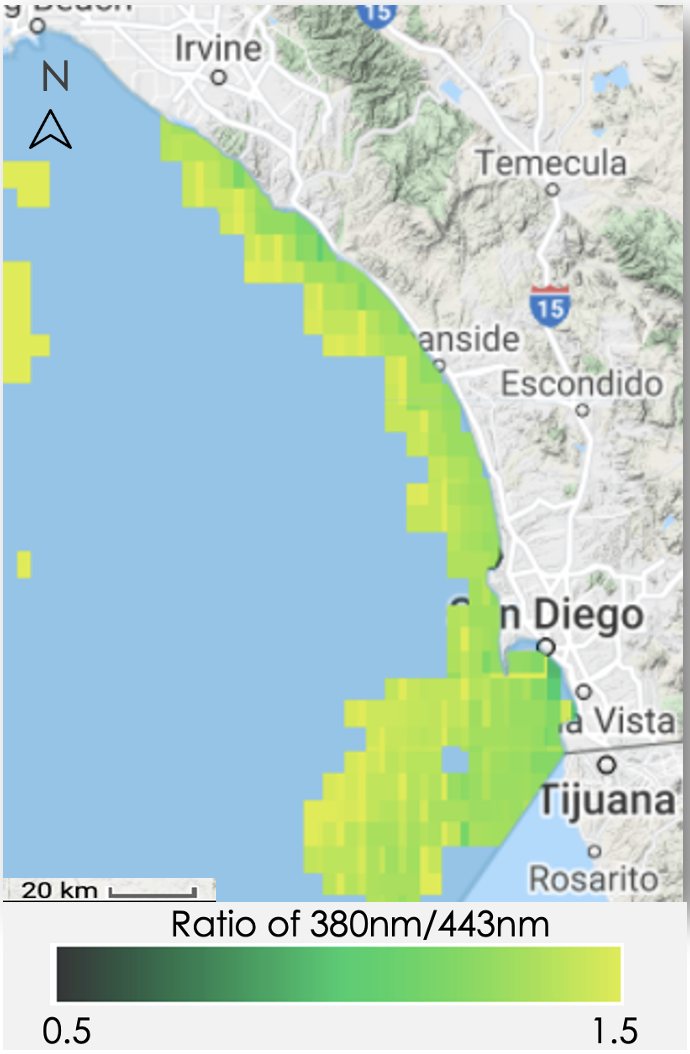 15
Irvine
N
Temecula
15
anside
Escondido
n Diego
a Vista
Tijuana
Rosarito
20 km
Ratio of 380nm/443nm
0.5 1.5